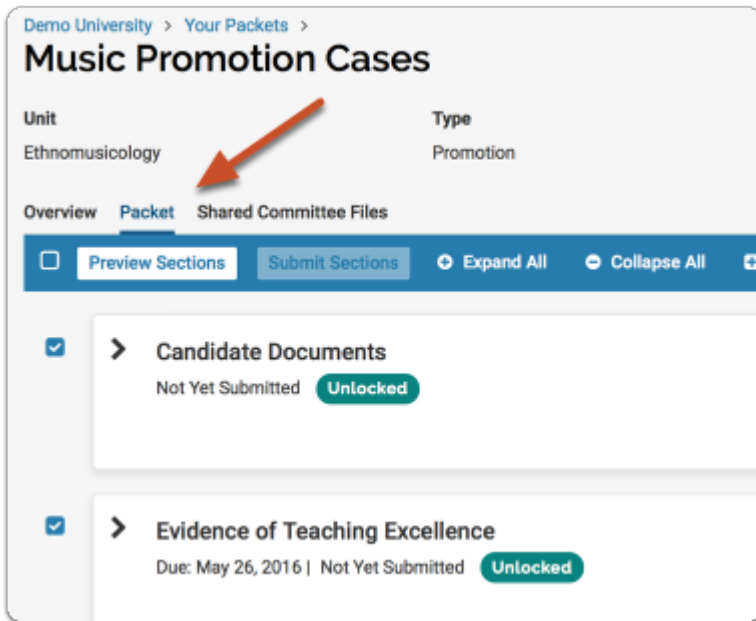 Demo University > Your Packets >
Music Promotion Cases
Unit Type
Ethnomusicology Promotion
Overview Packet Shared Committee Files
Preview Sections Submit Sections Expand All Collapse All
Candidate Documents
Not Yet Submitted Unlocked
Evidence of Teaching Excellence
Due: May 26, 2016 | Not Yet Submitted Unlocked